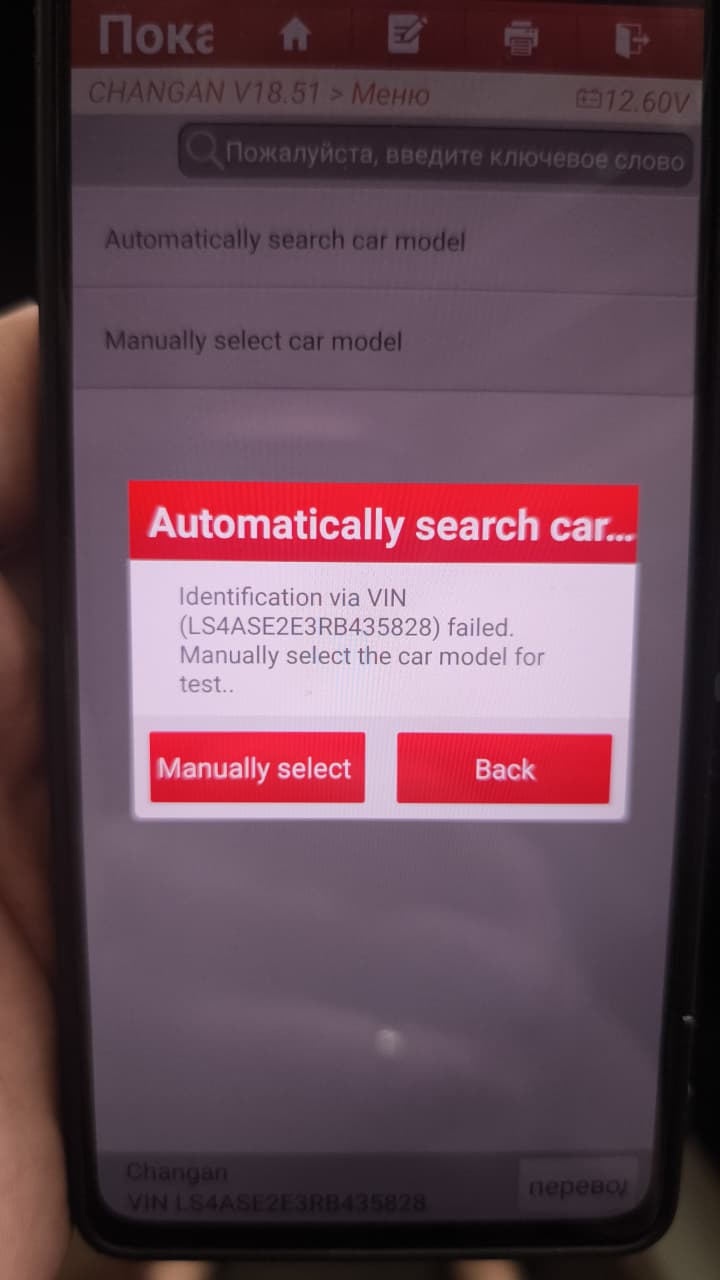 Пока
CHANGAN V18.51 > Меню
12.60V
Пожалуйста, введите ключевое слово
Automatically search car model
Manually select car model
Automatically search car...
Identification via VIN
(LS4ASE2E3RB435828) failed.
Manually select the car model for
test..
Manually select
Back
Changan
VIN LS4ASE2E3RB435828
перевод